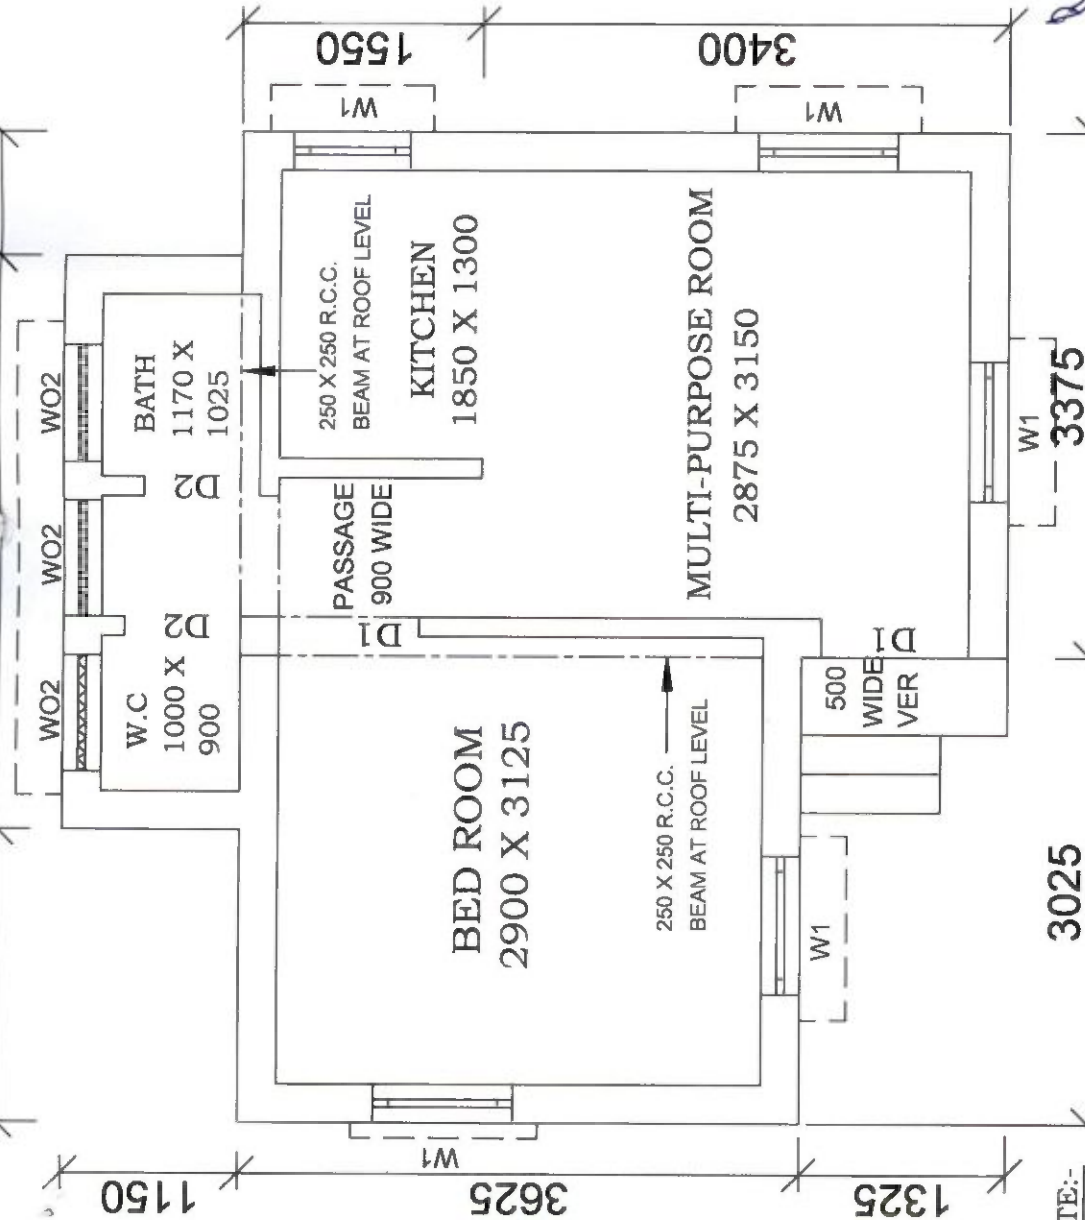 1550
3400
W1
W1
WO2
WO2
WO2
BATH
1170 X
1025
D2
D2
W.C
1000 X
900
250 X 250 R.C.C.
BEAM AT ROOF LEVEL
KITCHEN
1850 X 1300
PASSAGE
900 WIDE
D1
MULTI-PURPOSE ROOM
2875 X 3150
D1
500
WIDE
VER
BED ROOM
2900 X 3125
250 X 250 R.C.C.
BEAM AT ROOF LEVEL
W1
W1
W1
3375
3025
1150
3625
1325
TE:-